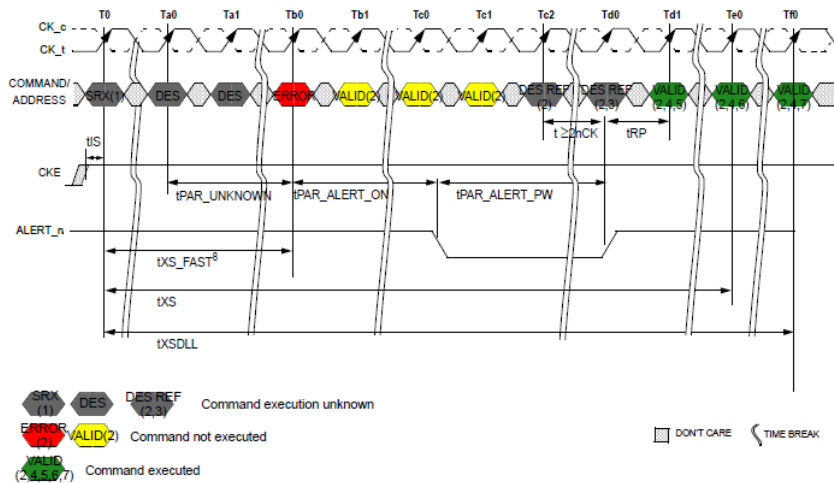 T0 Ta0 Ta1 Tb0 Tb1 Tc0 Tc1 Tc2 Td0 Td1 Te0 Tf0
CK_c
CK_t
COMMAND/
ADDRESS
SRX(1) DES DES ERROR VALID(2) VALID(2) VALID(2) DES REF (2) DES REF (2,3) VALID (2,4,5) VALID (2,4,6) VALID (2,4,7)
tIS
t ≥2nCK tRP
CKE
tPAR_UNKNOWN tPAR_ALERT_ON tPAR_ALERT_PW
ALERT_n
tXS_FAST⁸
tXS
tXSDLL
SRX (1) DES DES REF (2,3) Command execution unknown
ERROR (2) VALID(2) Command not executed
DON'T CARE TIME BREAK
VALID (2,4,5,6,7) Command executed